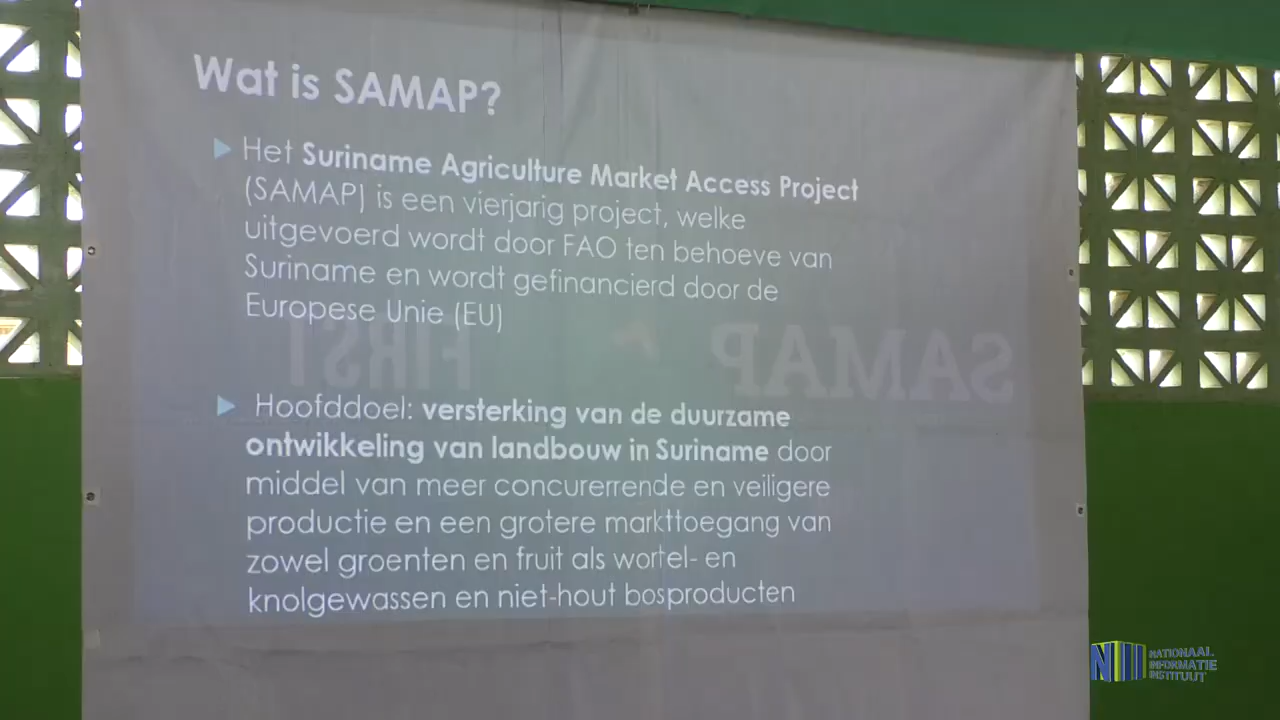 Wat is SAMAP?
Het Suriname Agriculture Market Access Project
(SAMAP) is een vierjarig project, welke
uitgevoerd wordt door FAO ten behoeve van
Suriname en wordt gefinancierd door de
Europese Unie (EU)
FIRST SAMAP
Hoofddoel: versterking van de duurzame
ontwikkeling van landbouw in Suriname door
middel van meer concurerrende en veiligere
productie en een grotere markttoegang van
zowel groenten en fruit als wortel- en
knolgewassen en niet-hout bosproducten
NII NATIONAAL
INFORMATIE
INSTITUUT